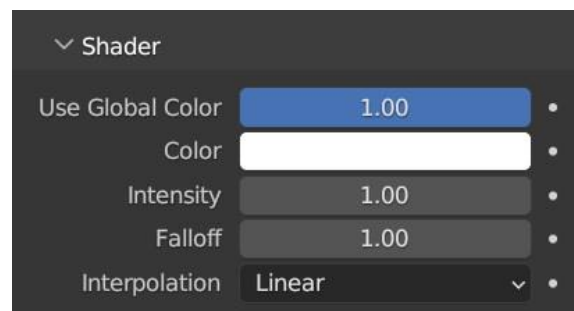 Shader
Use Global Color 1.00
Color
Intensity 1.00
Falloff 1.00
Interpolation Linear